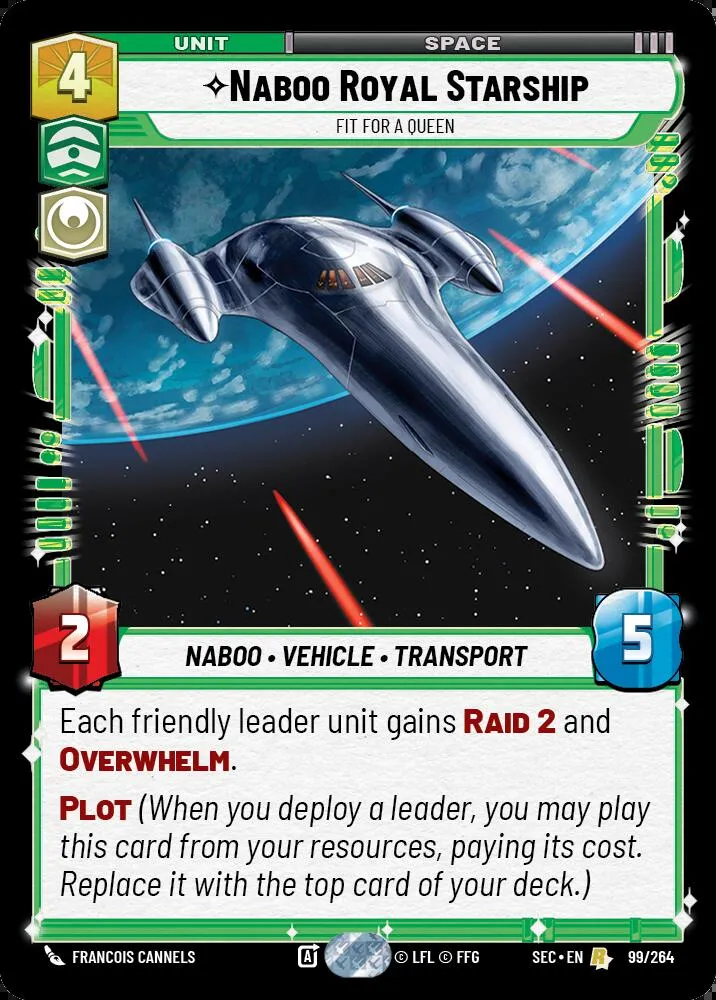 UNIT
SPACE
4
NABOO ROYAL STARSHIP
FIT FOR A QUEEN
2
NABOO • VEHICLE • TRANSPORT
5
Each friendly leader unit gains RAID 2 and
OVERWHELM.
PLOT (When you deploy a leader, you may play
this card from your resources, paying its cost.
Replace it with the top card of your deck.)
FRANCOIS CANNELS
A
© LFL © FFG
SEC • EN
R
99/264